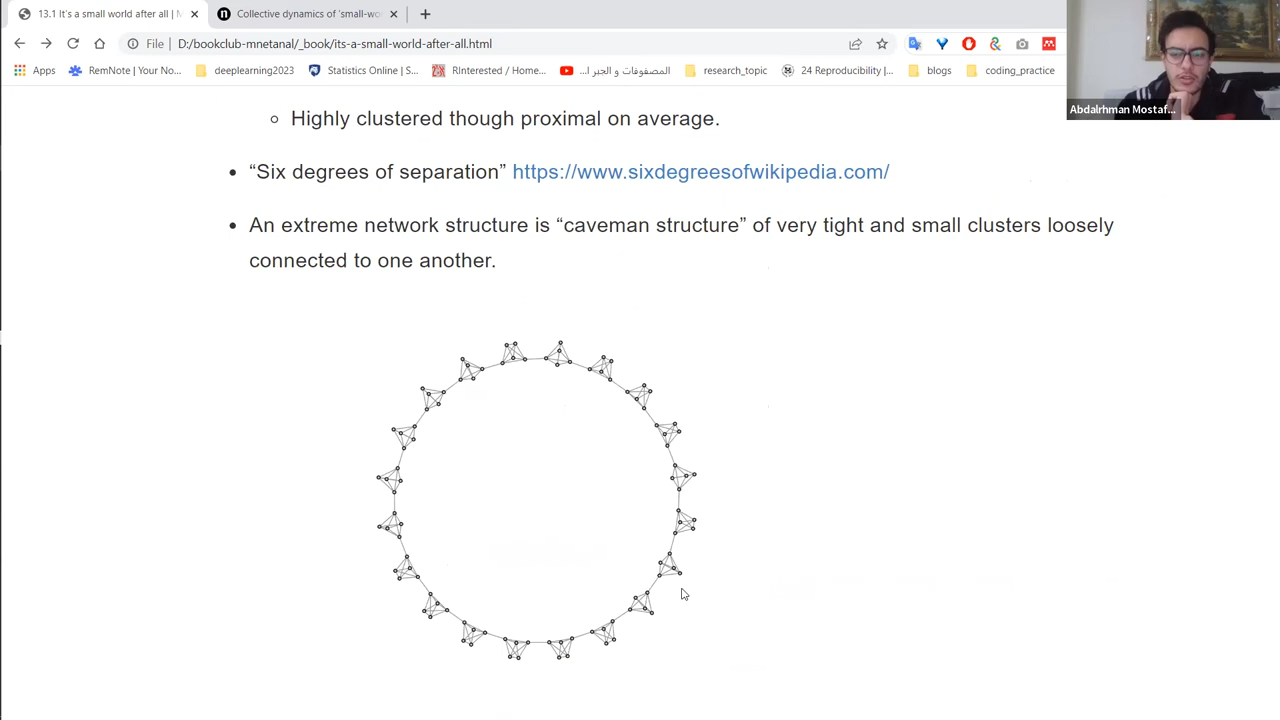 13.1 It's a small world after all | M
Collective dynamics of 'small-wo
File
D:/bookclub-mnetanal/_book/its-a-small-world-after-all.html
Apps
RemNote | Your No...
deeplearning2023
Statistics Online | S...
RInterested / Home...
المصفوفات و الجبر ا...
research_topic
24 Reproducibility |...
blogs
coding_practice
Abdalrhman Mostaf...
Highly clustered though proximal on average.
“Six degrees of separation” https://www.sixdegreesofwikipedia.com/
An extreme network structure is “caveman structure” of very tight and small clusters loosely
connected to one another.